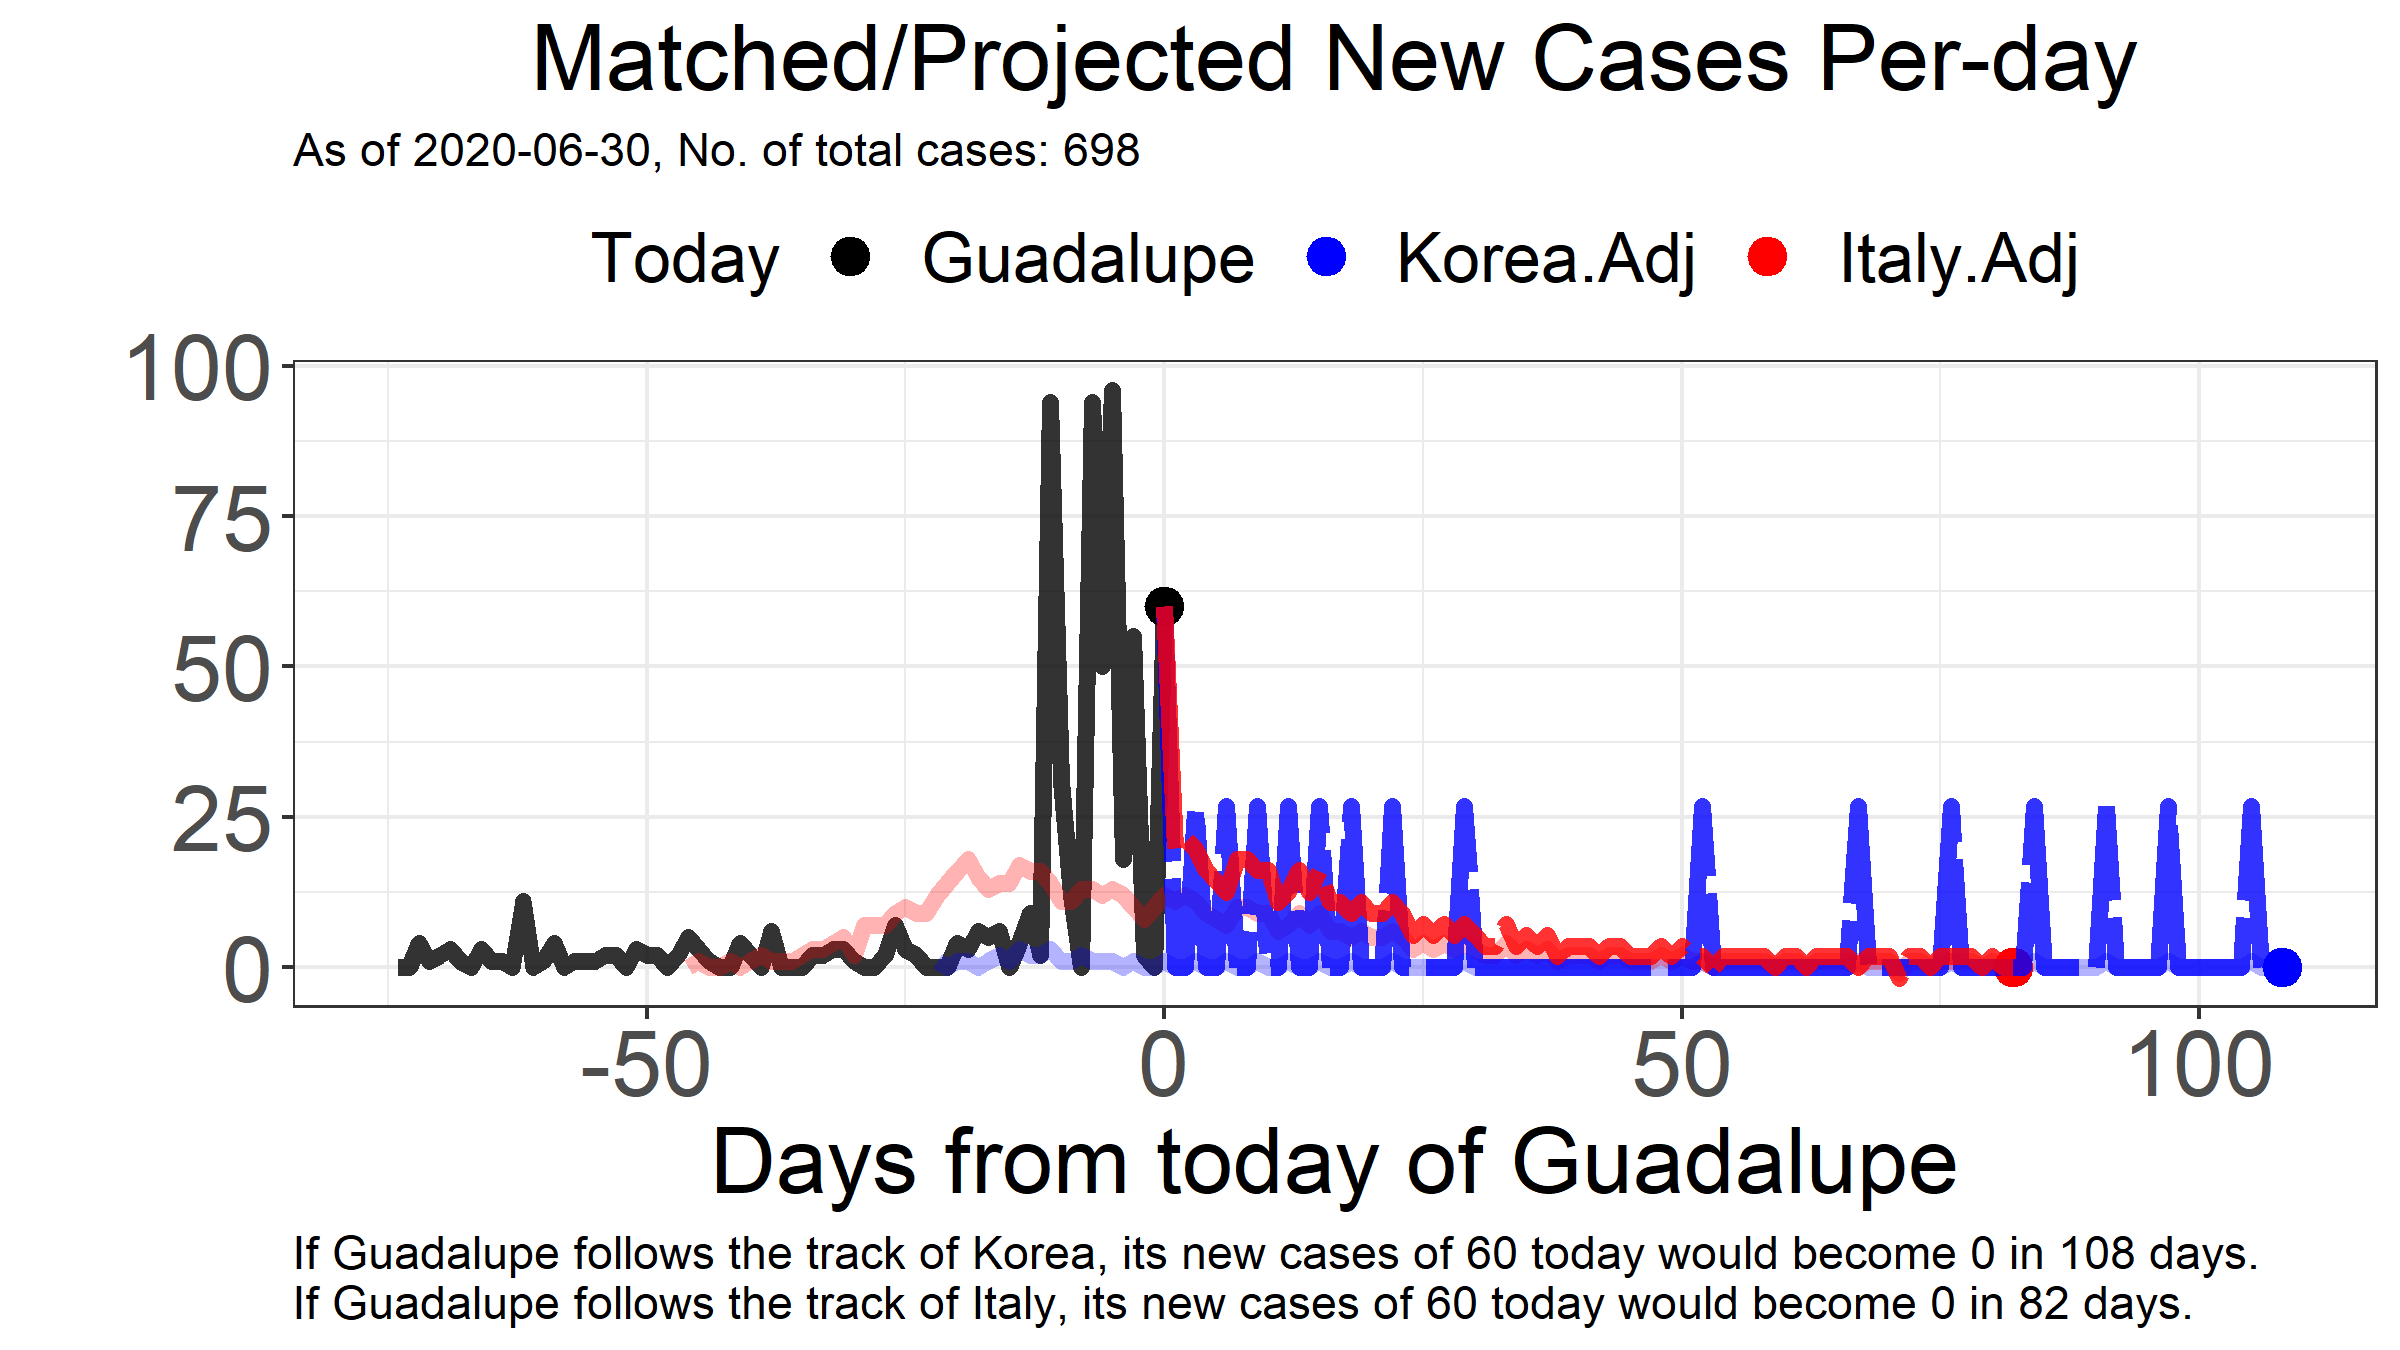 Matched/Projected New Cases Per-day
As of 2020-06-30, No. of total cases: 698
Today Guadalupe Korea.Adj Italy.Adj
100
75
50
25
0
-50 0 50 100
Days from today of Guadalupe
If Guadalupe follows the track of Korea, its new cases of 60 today would become 0 in 108 days.
If Guadalupe follows the track of Italy, its new cases of 60 today would become 0 in 82 days.